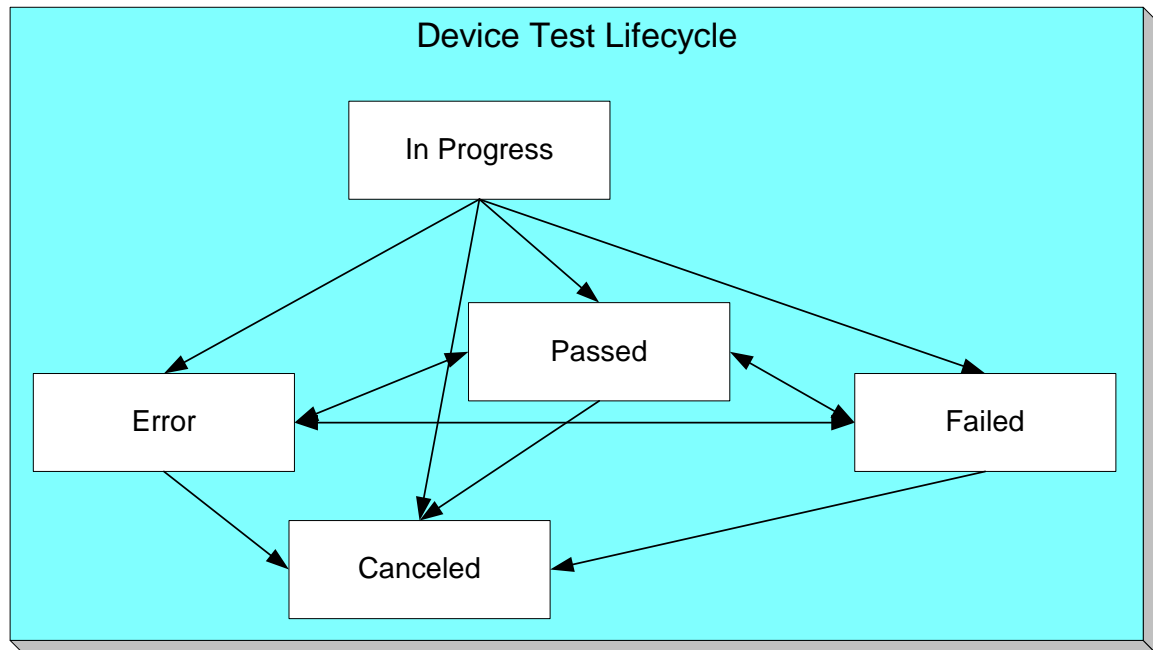 Device Test Lifecycle
In Progress
Passed
Error
Failed
Canceled